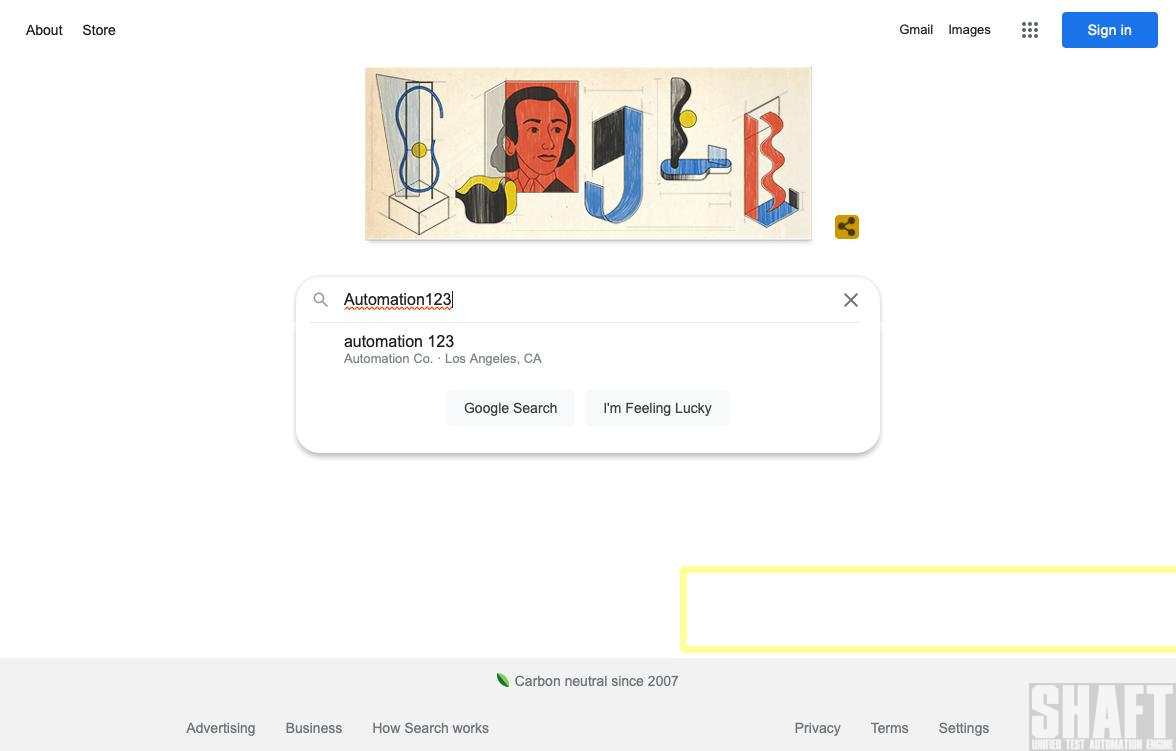 About Store
Gmail Images
Sign in
Automation123
automation 123
Automation Co. · Los Angeles, CA
Google Search
I'm Feeling Lucky
Carbon neutral since 2007
Advertising Business How Search works
Privacy Terms Settings
SHAFT
UNIFIED TEST AUTOMATION ENGINE